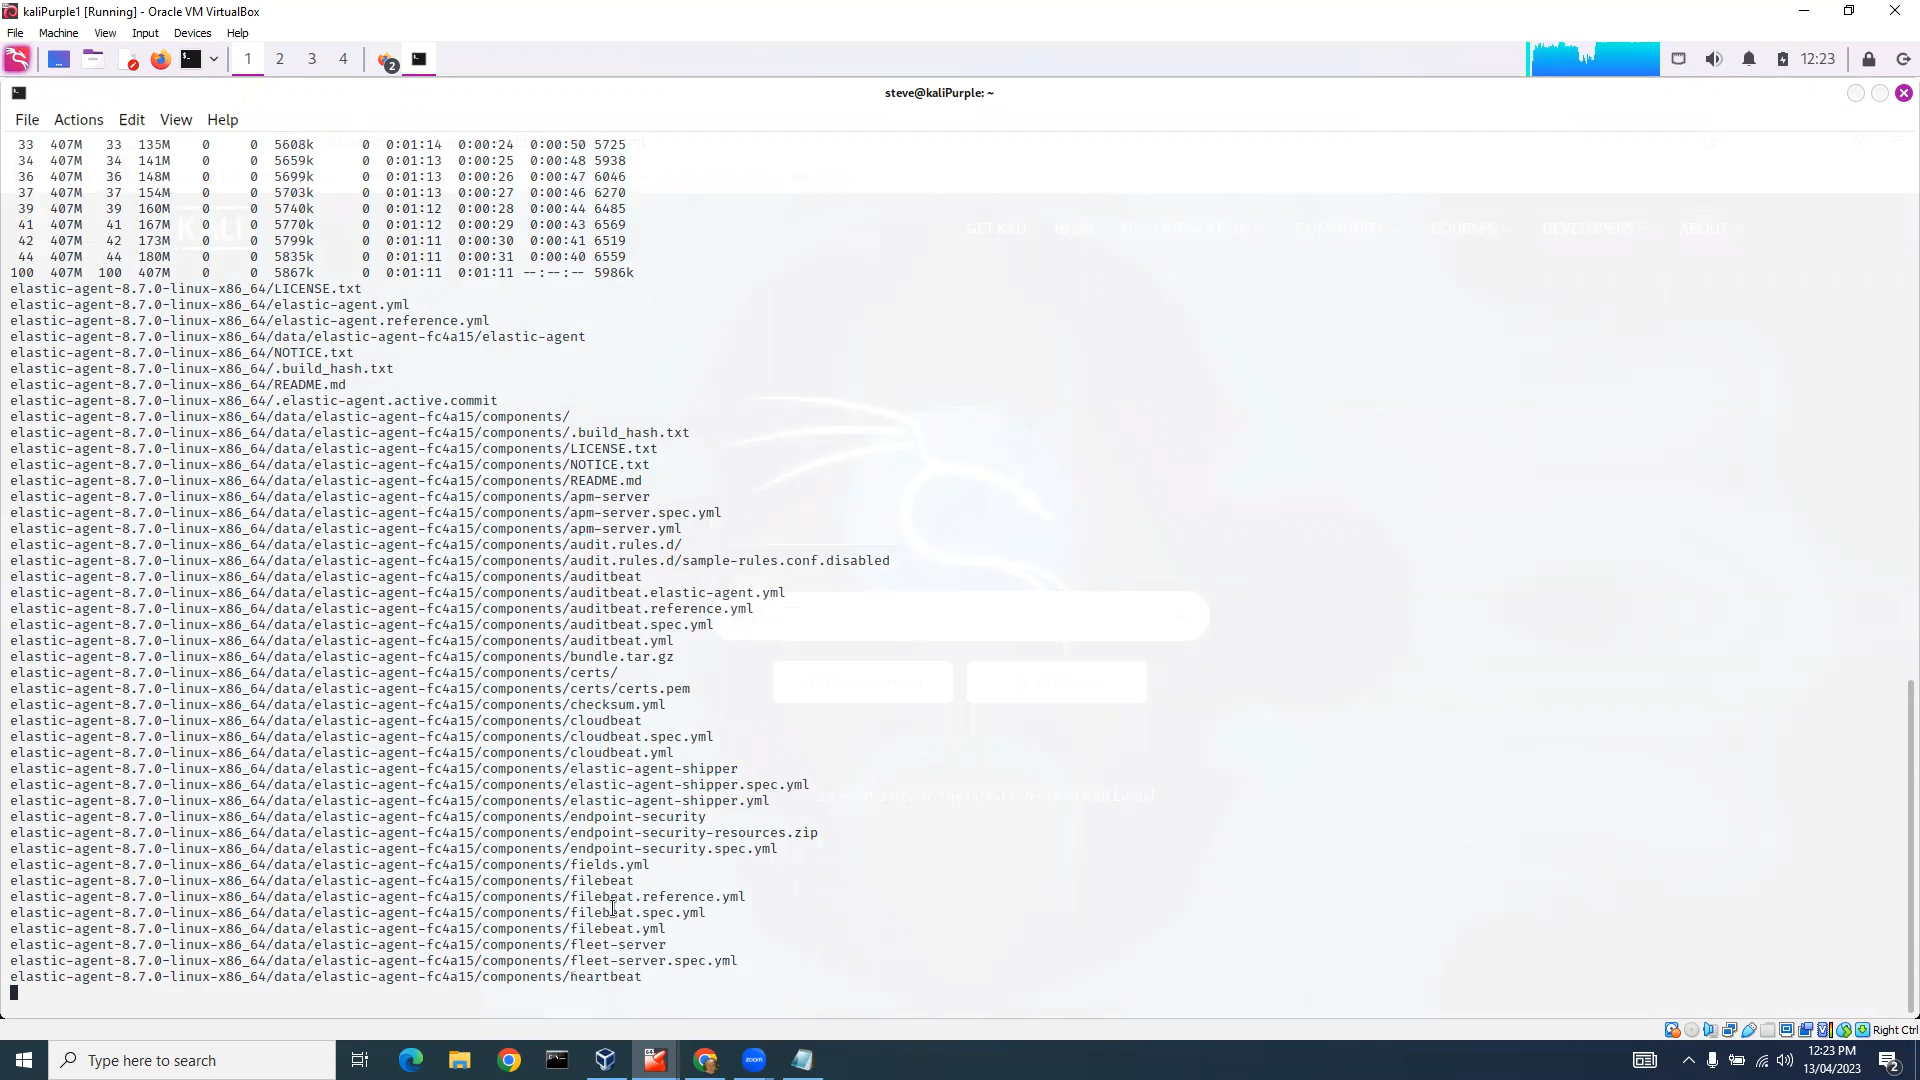 kaliPurple1 [Running] - Oracle VM VirtualBox
File Machine View Input Devices Help
1 2 3 4 2 12:23
steve@kaliPurple: ~
File Actions Edit View Help
33 407M 33 135M 0 0 5608k 0 0:01:14 0:00:24 0:00:50 5725
34 407M 34 141M 0 0 5659k 0 0:01:13 0:00:25 0:00:48 5938
36 407M 36 148M 0 0 5699k 0 0:01:13 0:00:26 0:00:47 6046
37 407M 37 154M 0 0 5703k 0 0:01:13 0:00:27 0:00:46 6270
39 407M 39 160M 0 0 5740k 0 0:01:12 0:00:28 0:00:44 6485
41 407M 41 167M 0 0 5770k 0 0:01:12 0:00:29 0:00:43 6569
42 407M 42 173M 0 0 5799k 0 0:01:11 0:00:30 0:00:41 6519
44 407M 44 180M 0 0 5835k 0 0:01:11 0:00:31 0:00:40 6559
100 407M 100 407M 0 0 5867k 0 0:01:11 0:01:11 --:--:-- 5986k
KALI GET KALI BLOG DOCUMENTATION COMMUNITY COURSES DEVELOPERS ABOUT
elastic-agent-8.7.0-linux-x86_64/LICENSE.txt
elastic-agent-8.7.0-linux-x86_64/elastic-agent.yml
elastic-agent-8.7.0-linux-x86_64/elastic-agent.reference.yml
elastic-agent-8.7.0-linux-x86_64/data/elastic-agent-fc4a15/elastic-agent
elastic-agent-8.7.0-linux-x86_64/NOTICE.txt
elastic-agent-8.7.0-linux-x86_64/.build_hash.txt
elastic-agent-8.7.0-linux-x86_64/README.md
elastic-agent-8.7.0-linux-x86_64/.elastic-agent.active.commit
elastic-agent-8.7.0-linux-x86_64/data/elastic-agent-fc4a15/components/
elastic-agent-8.7.0-linux-x86_64/data/elastic-agent-fc4a15/components/.build_hash.txt
elastic-agent-8.7.0-linux-x86_64/data/elastic-agent-fc4a15/components/LICENSE.txt
elastic-agent-8.7.0-linux-x86_64/data/elastic-agent-fc4a15/components/NOTICE.txt
elastic-agent-8.7.0-linux-x86_64/data/elastic-agent-fc4a15/components/README.md
elastic-agent-8.7.0-linux-x86_64/data/elastic-agent-fc4a15/components/apm-server
elastic-agent-8.7.0-linux-x86_64/data/elastic-agent-fc4a15/components/apm-server.spec.yml
elastic-agent-8.7.0-linux-x86_64/data/elastic-agent-fc4a15/components/apm-server.yml
elastic-agent-8.7.0-linux-x86_64/data/elastic-agent-fc4a15/components/audit.rules.d/
elastic-agent-8.7.0-linux-x86_64/data/elastic-agent-fc4a15/components/audit.rules.d/sample-rules.conf.disabled
elastic-agent-8.7.0-linux-x86_64/data/elastic-agent-fc4a15/components/auditbeat
elastic-agent-8.7.0-linux-x86_64/data/elastic-agent-fc4a15/components/auditbeat.elastic-agent.yml
elastic-agent-8.7.0-linux-x86_64/data/elastic-agent-fc4a15/components/auditbeat.reference.yml
elastic-agent-8.7.0-linux-x86_64/data/elastic-agent-fc4a15/components/auditbeat.spec.yml
elastic-agent-8.7.0-linux-x86_64/data/elastic-agent-fc4a15/components/auditbeat.yml
elastic-agent-8.7.0-linux-x86_64/data/elastic-agent-fc4a15/components/bundle.tar.gz
elastic-agent-8.7.0-linux-x86_64/data/elastic-agent-fc4a15/components/certs/
elastic-agent-8.7.0-linux-x86_64/data/elastic-agent-fc4a15/components/certs/certs.pem
elastic-agent-8.7.0-linux-x86_64/data/elastic-agent-fc4a15/components/checksum.yml
elastic-agent-8.7.0-linux-x86_64/data/elastic-agent-fc4a15/components/cloudbeat
elastic-agent-8.7.0-linux-x86_64/data/elastic-agent-fc4a15/components/cloudbeat.spec.yml
elastic-agent-8.7.0-linux-x86_64/data/elastic-agent-fc4a15/components/cloudbeat.yml
elastic-agent-8.7.0-linux-x86_64/data/elastic-agent-fc4a15/components/elastic-agent-shipper
elastic-agent-8.7.0-linux-x86_64/data/elastic-agent-fc4a15/components/elastic-agent-shipper.spec.yml
elastic-agent-8.7.0-linux-x86_64/data/elastic-agent-fc4a15/components/elastic-agent-shipper.yml
elastic-agent-8.7.0-linux-x86_64/data/elastic-agent-fc4a15/components/endpoint-security
elastic-agent-8.7.0-linux-x86_64/data/elastic-agent-fc4a15/components/endpoint-security-resources.zip
elastic-agent-8.7.0-linux-x86_64/data/elastic-agent-fc4a15/components/endpoint-security.spec.yml
elastic-agent-8.7.0-linux-x86_64/data/elastic-agent-fc4a15/components/fields.yml
elastic-agent-8.7.0-linux-x86_64/data/elastic-agent-fc4a15/components/filebeat
elastic-agent-8.7.0-linux-x86_64/data/elastic-agent-fc4a15/components/filebeat.reference.yml
elastic-agent-8.7.0-linux-x86_64/data/elastic-agent-fc4a15/components/filebeat.spec.yml
elastic-agent-8.7.0-linux-x86_64/data/elastic-agent-fc4a15/components/filebeat.yml
elastic-agent-8.7.0-linux-x86_64/data/elastic-agent-fc4a15/components/fleet-server
elastic-agent-8.7.0-linux-x86_64/data/elastic-agent-fc4a15/components/fleet-server.spec.yml
elastic-agent-8.7.0-linux-x86_64/data/elastic-agent-fc4a15/components/heartbeat
Right Ctrl
Type here to search
zoom
12:23 PM
13/04/2023
2